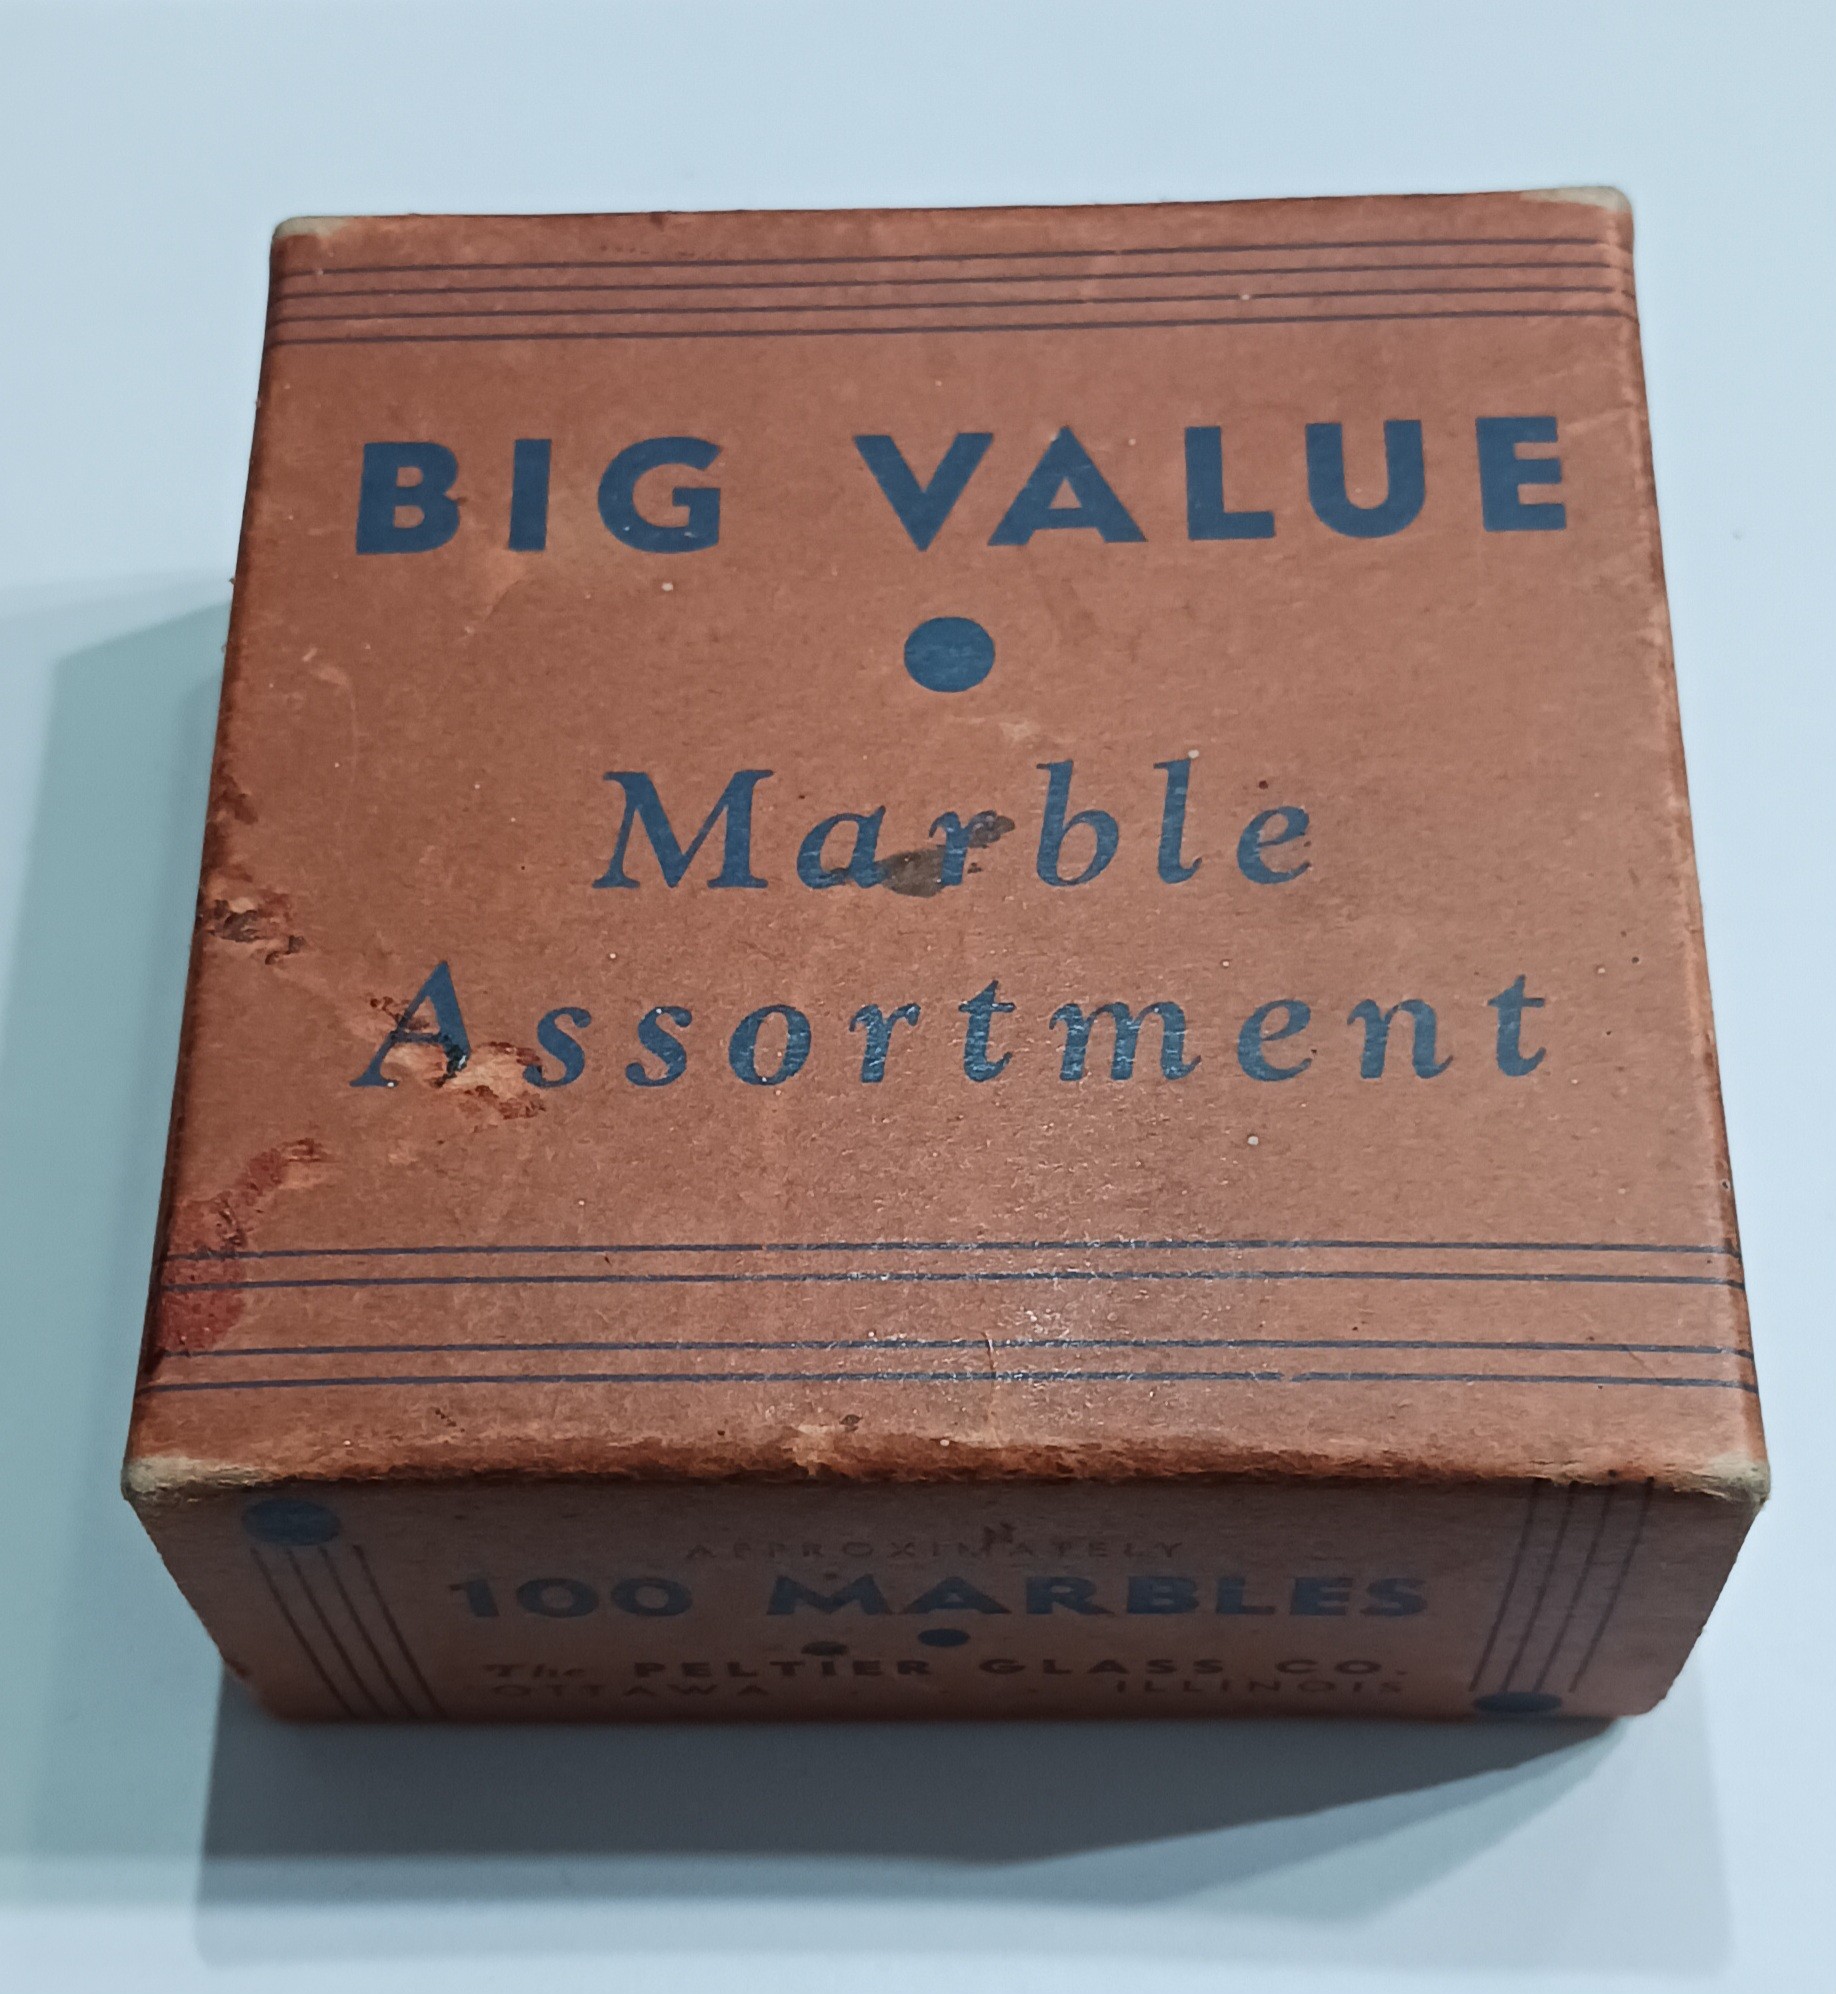 BIG VALUE
Marble
Assortment
APPROXIMATELY
100 MARBLES
The PELTIER GLASS CO.
OTTAWA . . . ILLINOIS